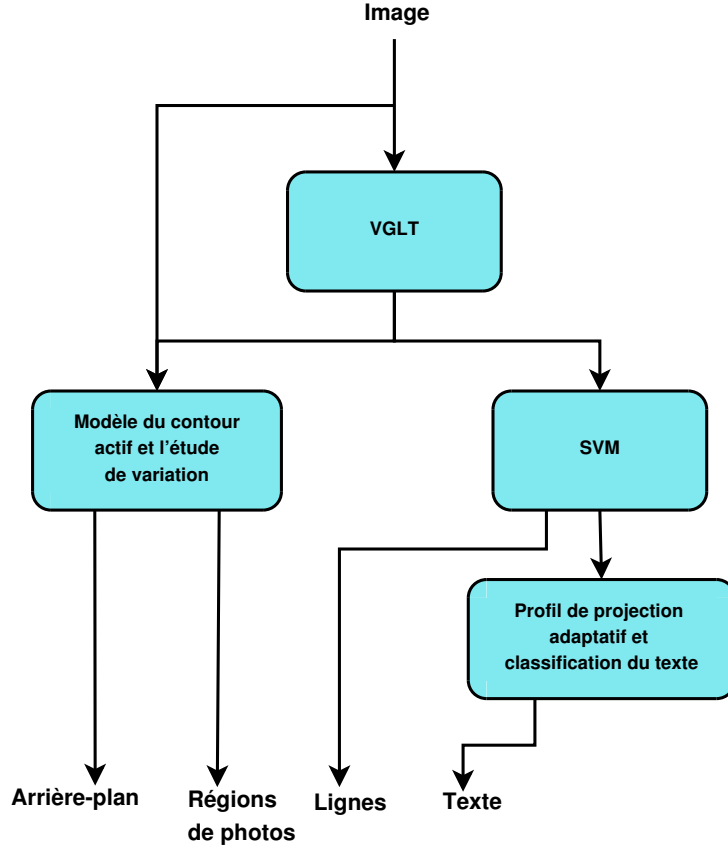 Image
VGLT
Modèle du contour
actif et l'étude
de variation
SVM
Profil de projection
adaptatif et
classification du texte
Arrière-plan
Régions
de photos
Lignes
Texte